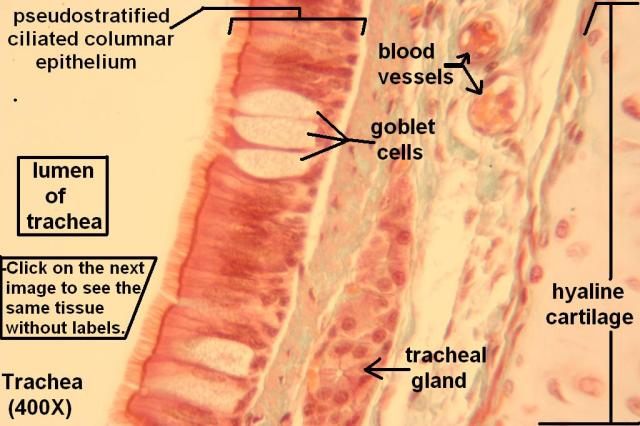 pseudostratified
ciliated columnar
epithelium
blood
vessels
goblet
cells
lumen
of
trachea
-Click on the next
image to see the
same tissue
without labels.
hyaline
cartilage
tracheal
gland
Trachea
(400X)